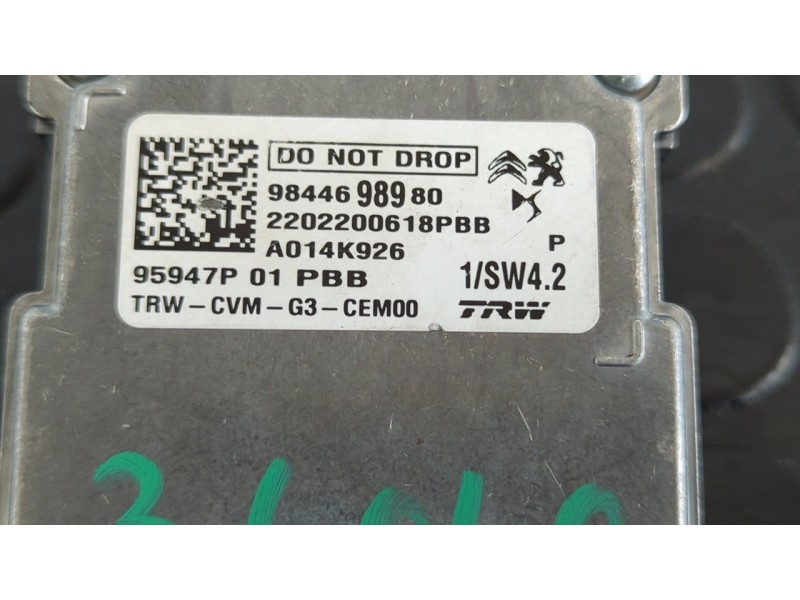 DO NOT DROP
98446 989 80
2202200618PBB
A014K926
P
95947P 01 PBB
1/SW4.2
TRW-CVM-G3-CEM00
TRW